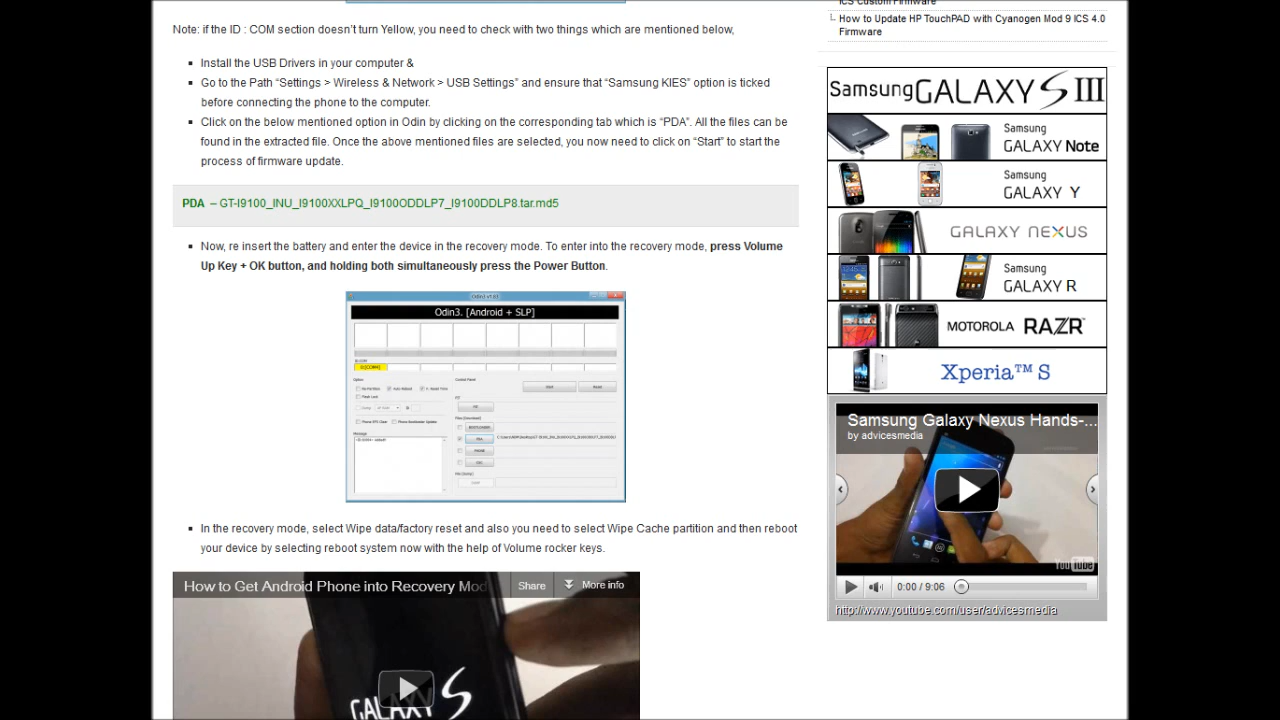 ICS Custom Firmware
How to Update HP TouchPAD with Cyanogen Mod 9 ICS 4.0
Firmware
Note: if the ID : COM section doesn't turn Yellow, you need to check with two things which are mentioned below,
Install the USB Drivers in your computer &
Go to the Path “Settings > Wireless & Network > USB Settings” and ensure that “Samsung KIES” option is ticked
before connecting the phone to the computer.
Click on the below mentioned option in Odin by clicking on the corresponding tab which is “PDA”. All the files can be
found in the extracted file. Once the above mentioned files are selected, you now need to click on “Start” to start the
process of firmware update.
PDA – GT-I9100_INU_I9100XXLPQ_I9100ODDLP7_I9100DDLP8.tar.md5
Now, re insert the battery and enter the device in the recovery mode. To enter into the recovery mode, press Volume
Up Key + OK button, and holding both simultaneously press the Power Button.
Odin3. [Android + SLP]
In the recovery mode, select Wipe data/factory reset and also you need to select Wipe Cache partition and then reboot
your device by selecting reboot system now with the help of Volume rocker keys.
How to Get Android Phone into Recovery Mod
Share
More info
GALAXY S
Samsung GALAXY S III
Samsung
GALAXY Note
Samsung
GALAXY Y
GALAXY NEXUS
Samsung
GALAXY R
MOTOROLA RAZR™
Xperia™ S
Samsung Galaxy Nexus Hands-...
by advicesmedia
YouTube
0:00 / 9:06
http://www.youtube.com/user/advicesmedia